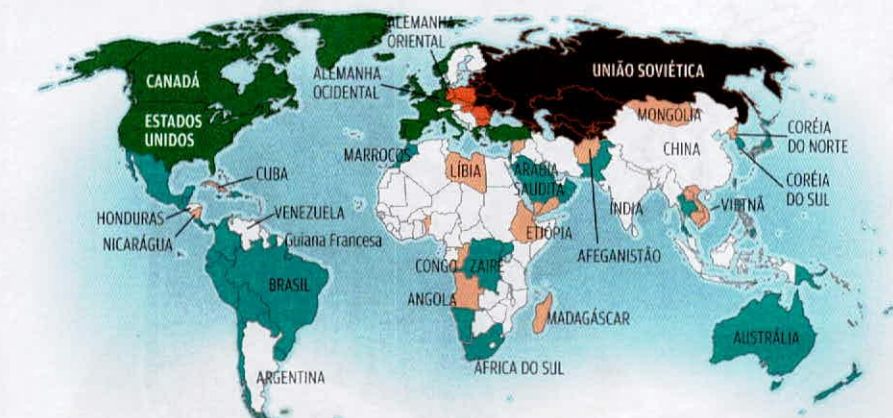 ALEMANHA
ORIENTAL
ALEMANHA
OCIDENTAL
UNIÃO SOVIÉTICA
CANADÁ
ESTADOS
UNIDOS
MONGÓLIA
CHINA
CORÉIA
DO NORTE
CORÉIA
DO SUL
MARROCOS
LÍBIA
ARÁBIA
SAUDITA
CUBA
HONDURAS
NICARÁGUA
VENEZUELA
Guiana Francesa
ÍNDIA
VIETNÃ
ETIÓPIA
AFEGANISTÃO
CONGO
ZAIRE
BRASIL
ANGOLA
MADAGÁSCAR
AUSTRÁLIA
ÁFRICA DO SUL
ARGENTINA